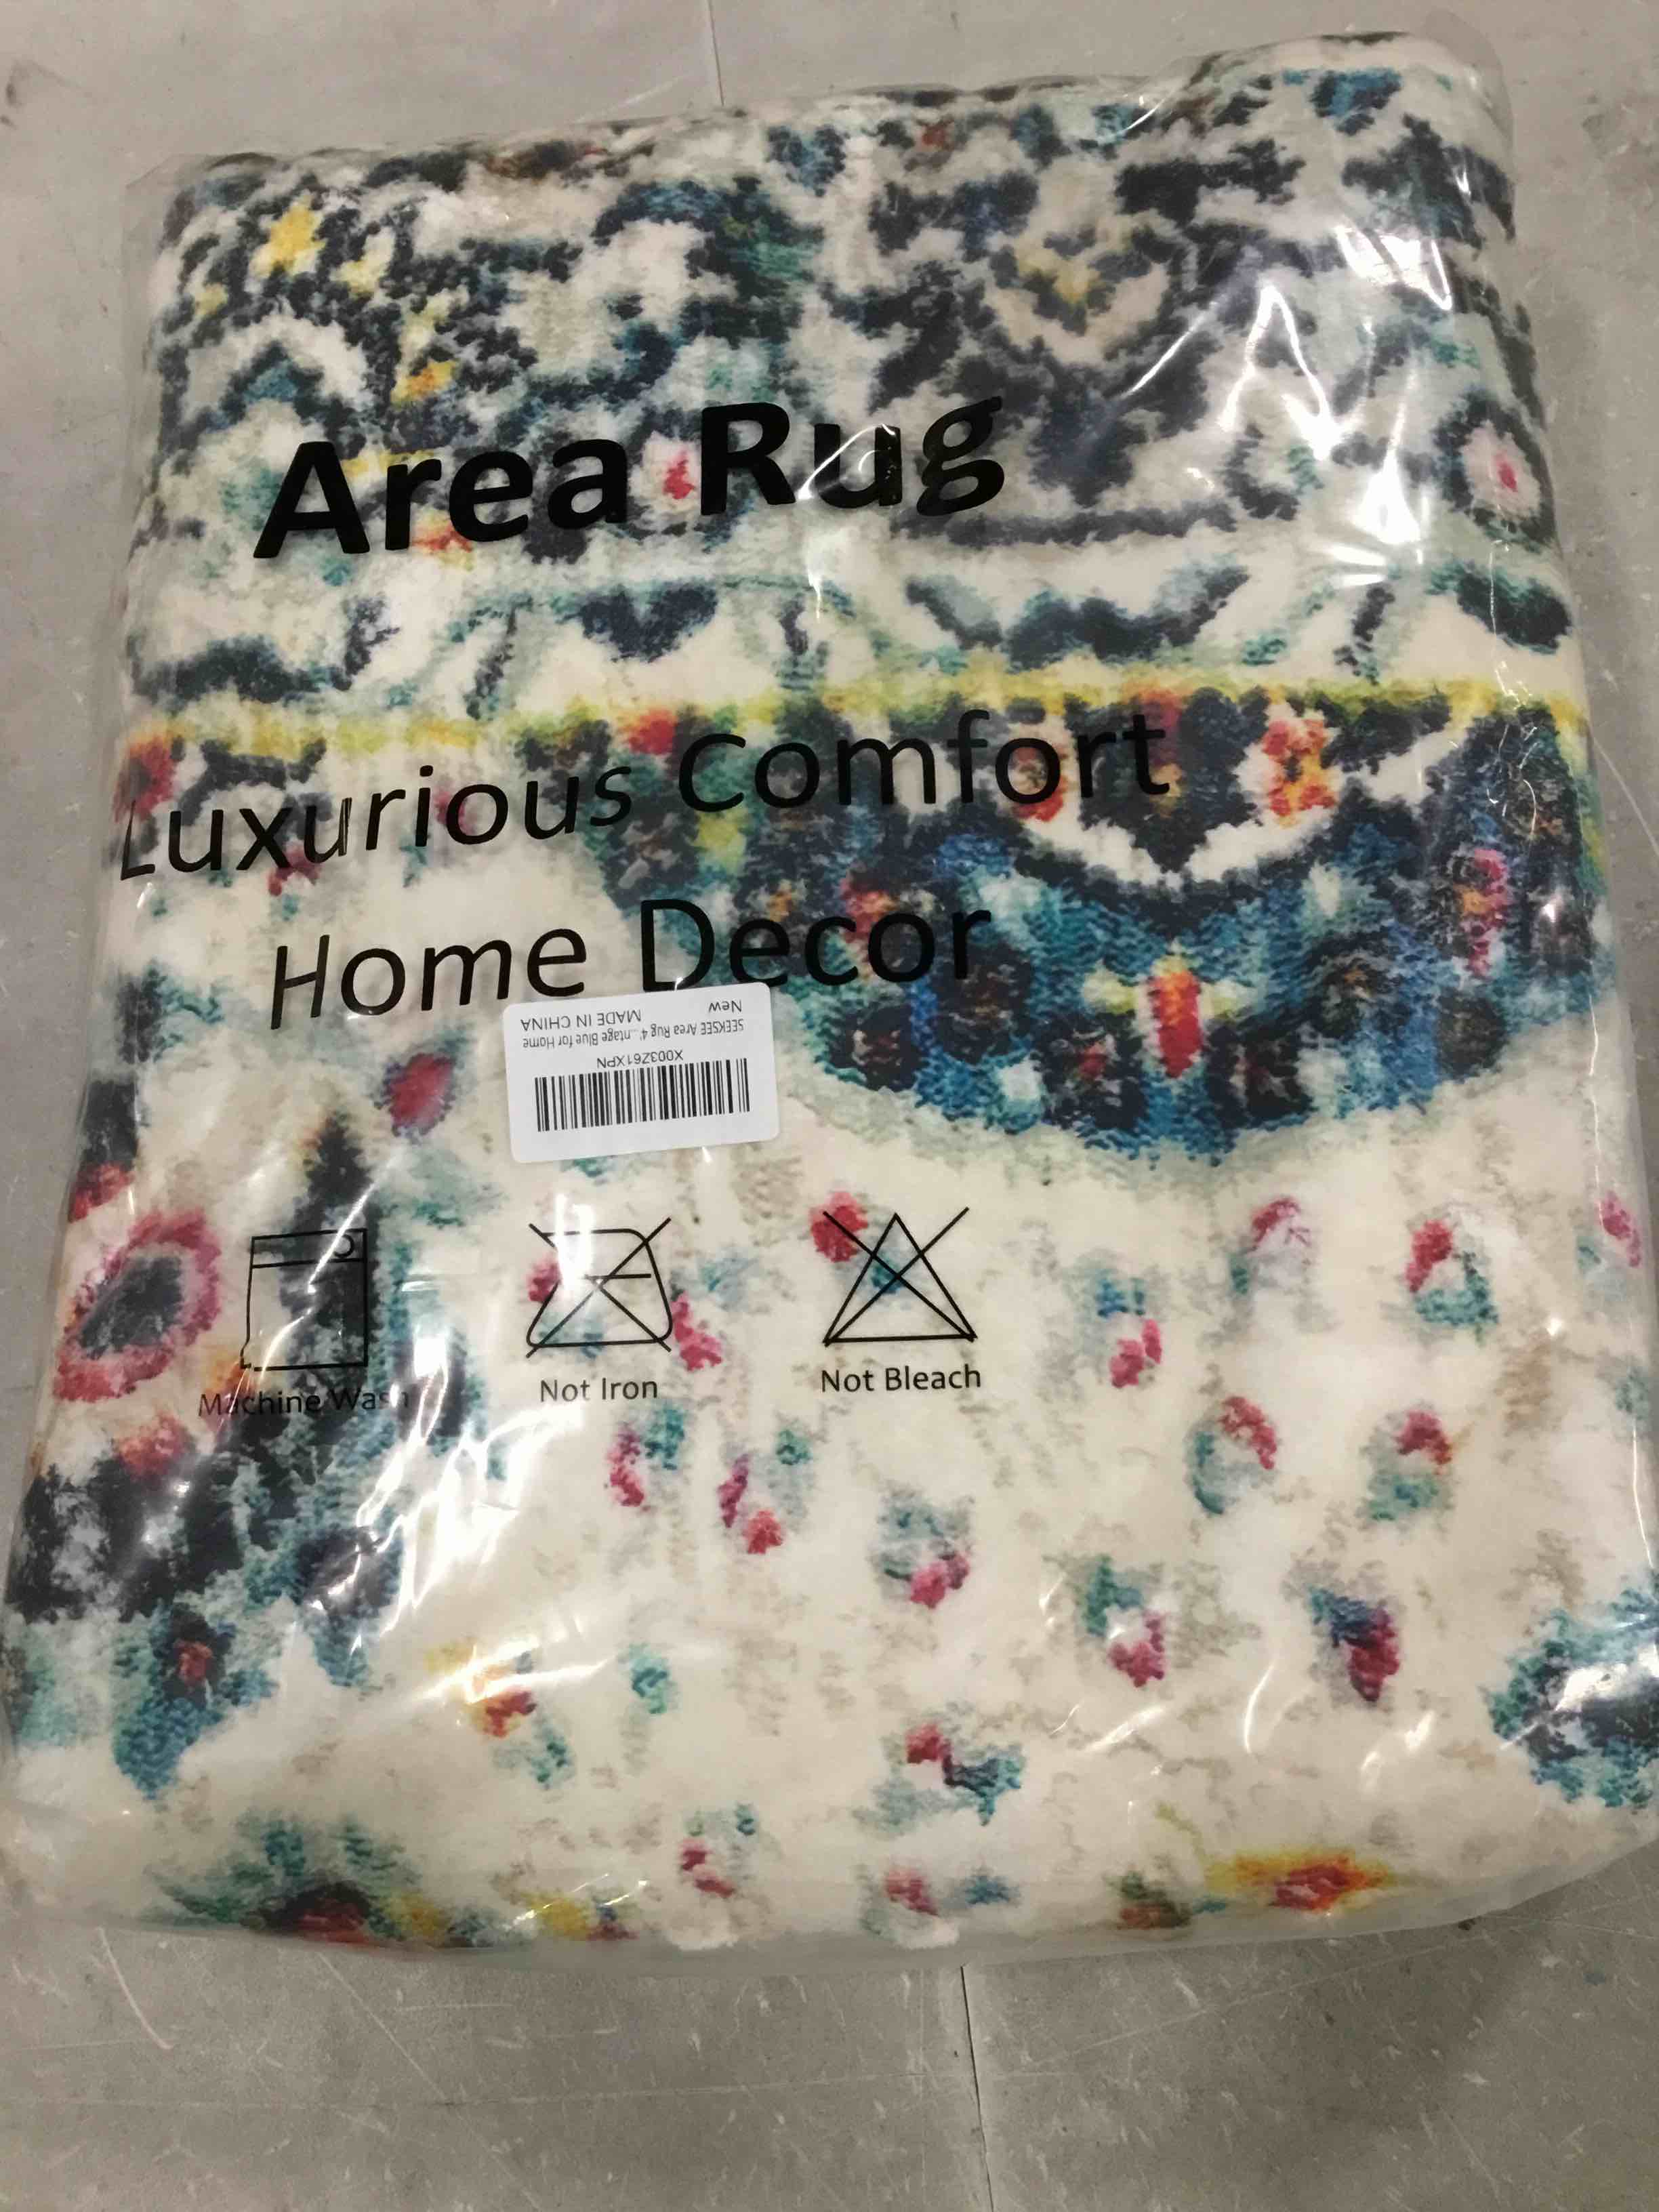 Area Rug
Luxurious Comfort
Home Decor
X003Z61XPN
SEEKSEE Area Rug 4'...ntage Blue for Home
New MADE IN CHINA
Machine Wash
Not Iron
Not Bleach